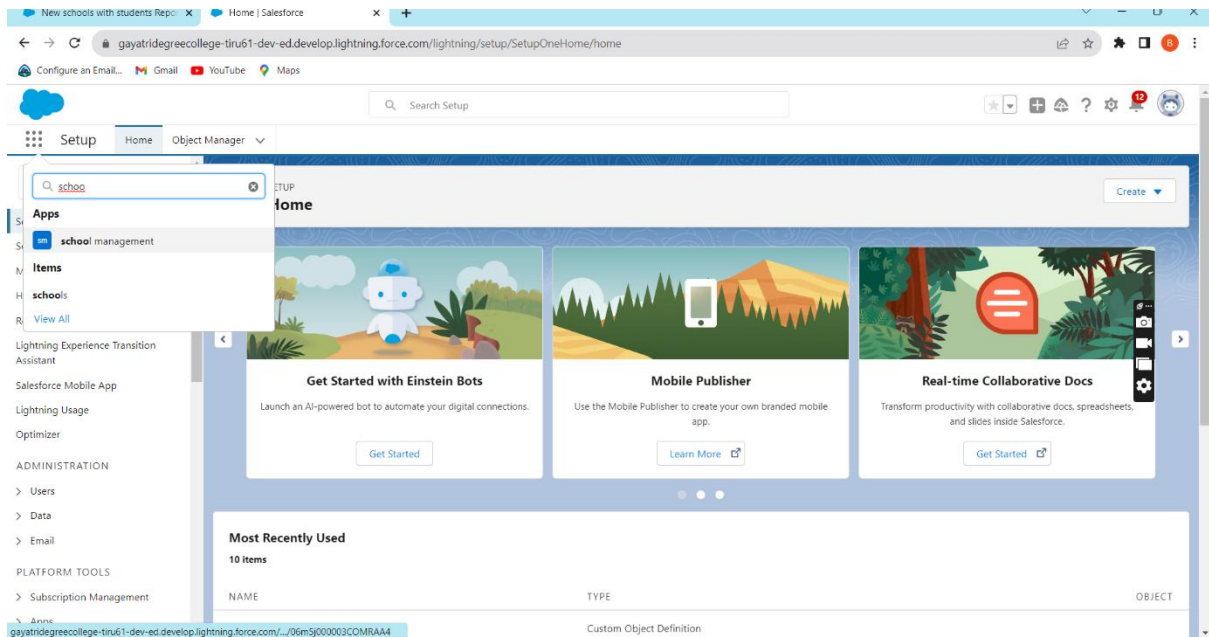 New schools with students Repo
Home | Salesforce
gayatridegreecollege-tiru61-dev-ed.develop.lightning.force.com/lightning/setup/SetupOneHome/home
B
Configure an Email...
Gmail
YouTube
Maps
Search Setup
12
Setup
Home
Object Manager
schoo
Apps
sm
school management
Items
schools
View All
SETUP
Home
Create
Lightning Experience Transition
Assistant
Salesforce Mobile App
Lightning Usage
Optimizer
ADMINISTRATION
Users
Data
Email
PLATFORM TOOLS
Subscription Management
Apps
Get Started with Einstein Bots
Launch an AI-powered bot to automate your digital connections.
Get Started
Mobile Publisher
Use the Mobile Publisher to create your own branded mobile
app.
Learn More
Real-time Collaborative Docs
Transform productivity with collaborative docs, spreadsheets,
and slides inside Salesforce.
Get Started
Most Recently Used
10 items
NAME
TYPE
OBJECT
Custom Object Definition
gayatridegreecollege-tiru61-dev-ed.develop.lightning.force.com/.../06m5j000003COMRAA4